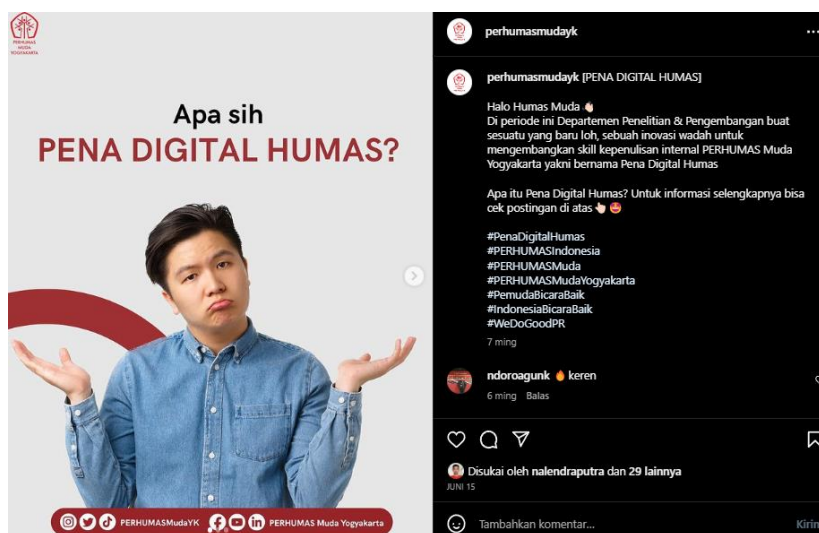 PERHUMAS
MUDA
YOGYAKARTA
Apa sih
PENA DIGITAL HUMAS?
PERHUMASMudaYK
PERHUMAS Muda Yogyakarta
perhumasmudayk
perhumasmudayk [PENA DIGITAL HUMAS]
Halo Humas Muda 👋🏻
Di periode ini Departemen Penelitian & Pengembangan buat
sesuatu yang baru loh, sebuah inovasi wadah untuk
mengembangkan skill kepenulisan internal PERHUMAS Muda
Yogyakarta yakni bernama Pena Digital Humas
Apa itu Pena Digital Humas? Untuk informasi selengkapnya bisa
cek postingan di atas 👆🏻 🤩
#PenaDigitalHumas
#PERHUMASIndonesia
#PERHUMASMuda
#PERHUMASMudaYogyakarta
#PemudaBicaraBaik
#IndonesiaBicaraBaik
#WeDoGoodPR
7 ming
ndoroagunk 🔥 keren
6 ming Balas
Disukai oleh nalendraputra dan 29 lainnya
JUNI 15
Tambahkan komentar...
Kirim